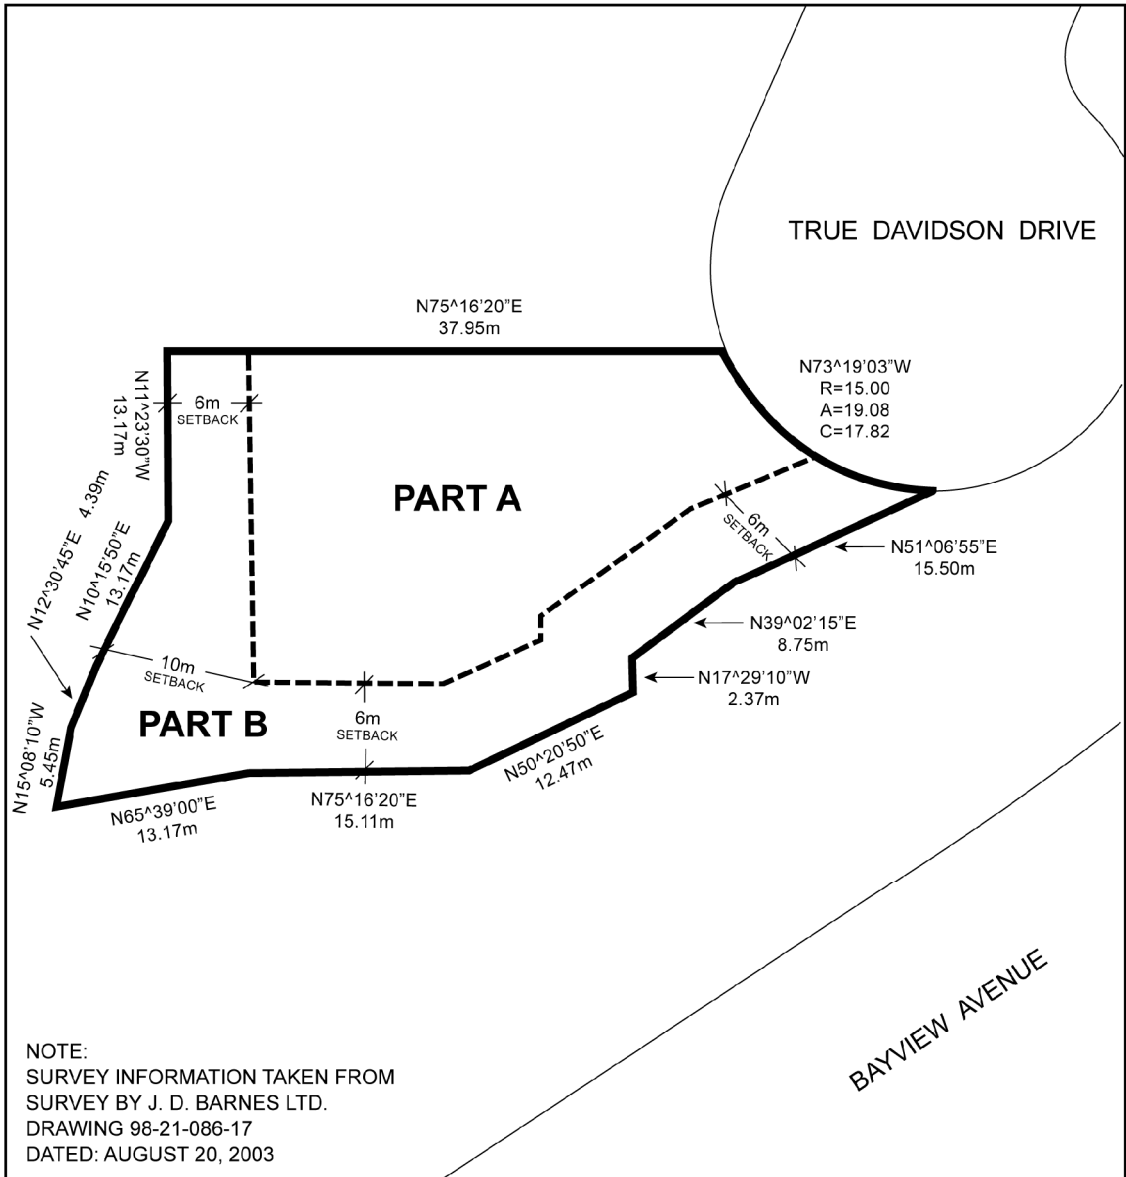 TRUE DAVIDSON DRIVE
N75^16'20"E
37.95m
N73^19'03"W
R=15.00
A=19.08
C=17.82
N11^23'30"W
13.17m
6m
SETBACK
PART A
N12^30'45"E 4.39m
N10^15'50"E
13.17m
6m
SETBACK
N51^06'55"E
15.50m
N39^02'15"E
8.75m
10m
SETBACK
N17^29'10"W
2.37m
PART B
6m
SETBACK
N15^08'10"W
5.45m
N50^20'50"E
12.47m
N65^39'00"E
13.17m
N75^16'20"E
15.11m
BAYVIEW AVENUE
NOTE:
SURVEY INFORMATION TAKEN FROM
SURVEY BY J. D. BARNES LTD.
DRAWING 98-21-086-17
DATED: AUGUST 20, 2003